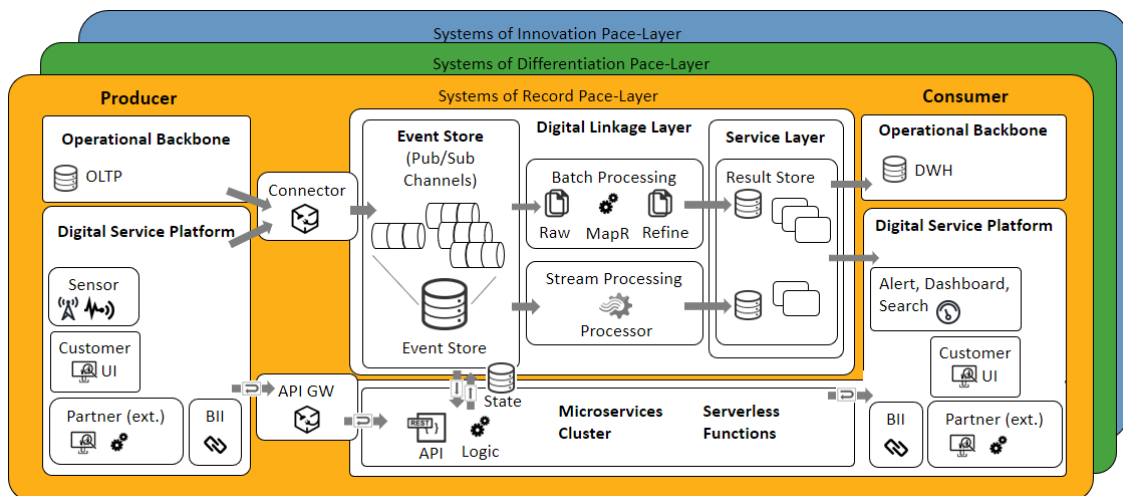 Systems of Innovation Pace-Layer
Systems of Differentiation Pace-Layer
Systems of Record Pace-Layer
Producer
Operational Backbone
OLTP
Digital Service Platform
Sensor
Customer
UI
Partner (ext.)
BII
Connector
API GW
Event Store
(Pub/Sub
Channels)
Event Store
Digital Linkage Layer
Batch Processing
Raw
MapR
Refine
Stream Processing
Processor
Service Layer
Result Store
State
REST
API
Logic
Microservices
Cluster
Serverless
Functions
Consumer
Operational Backbone
DWH
Digital Service Platform
Alert, Dashboard,
Search
Customer
UI
BII
Partner (ext.)